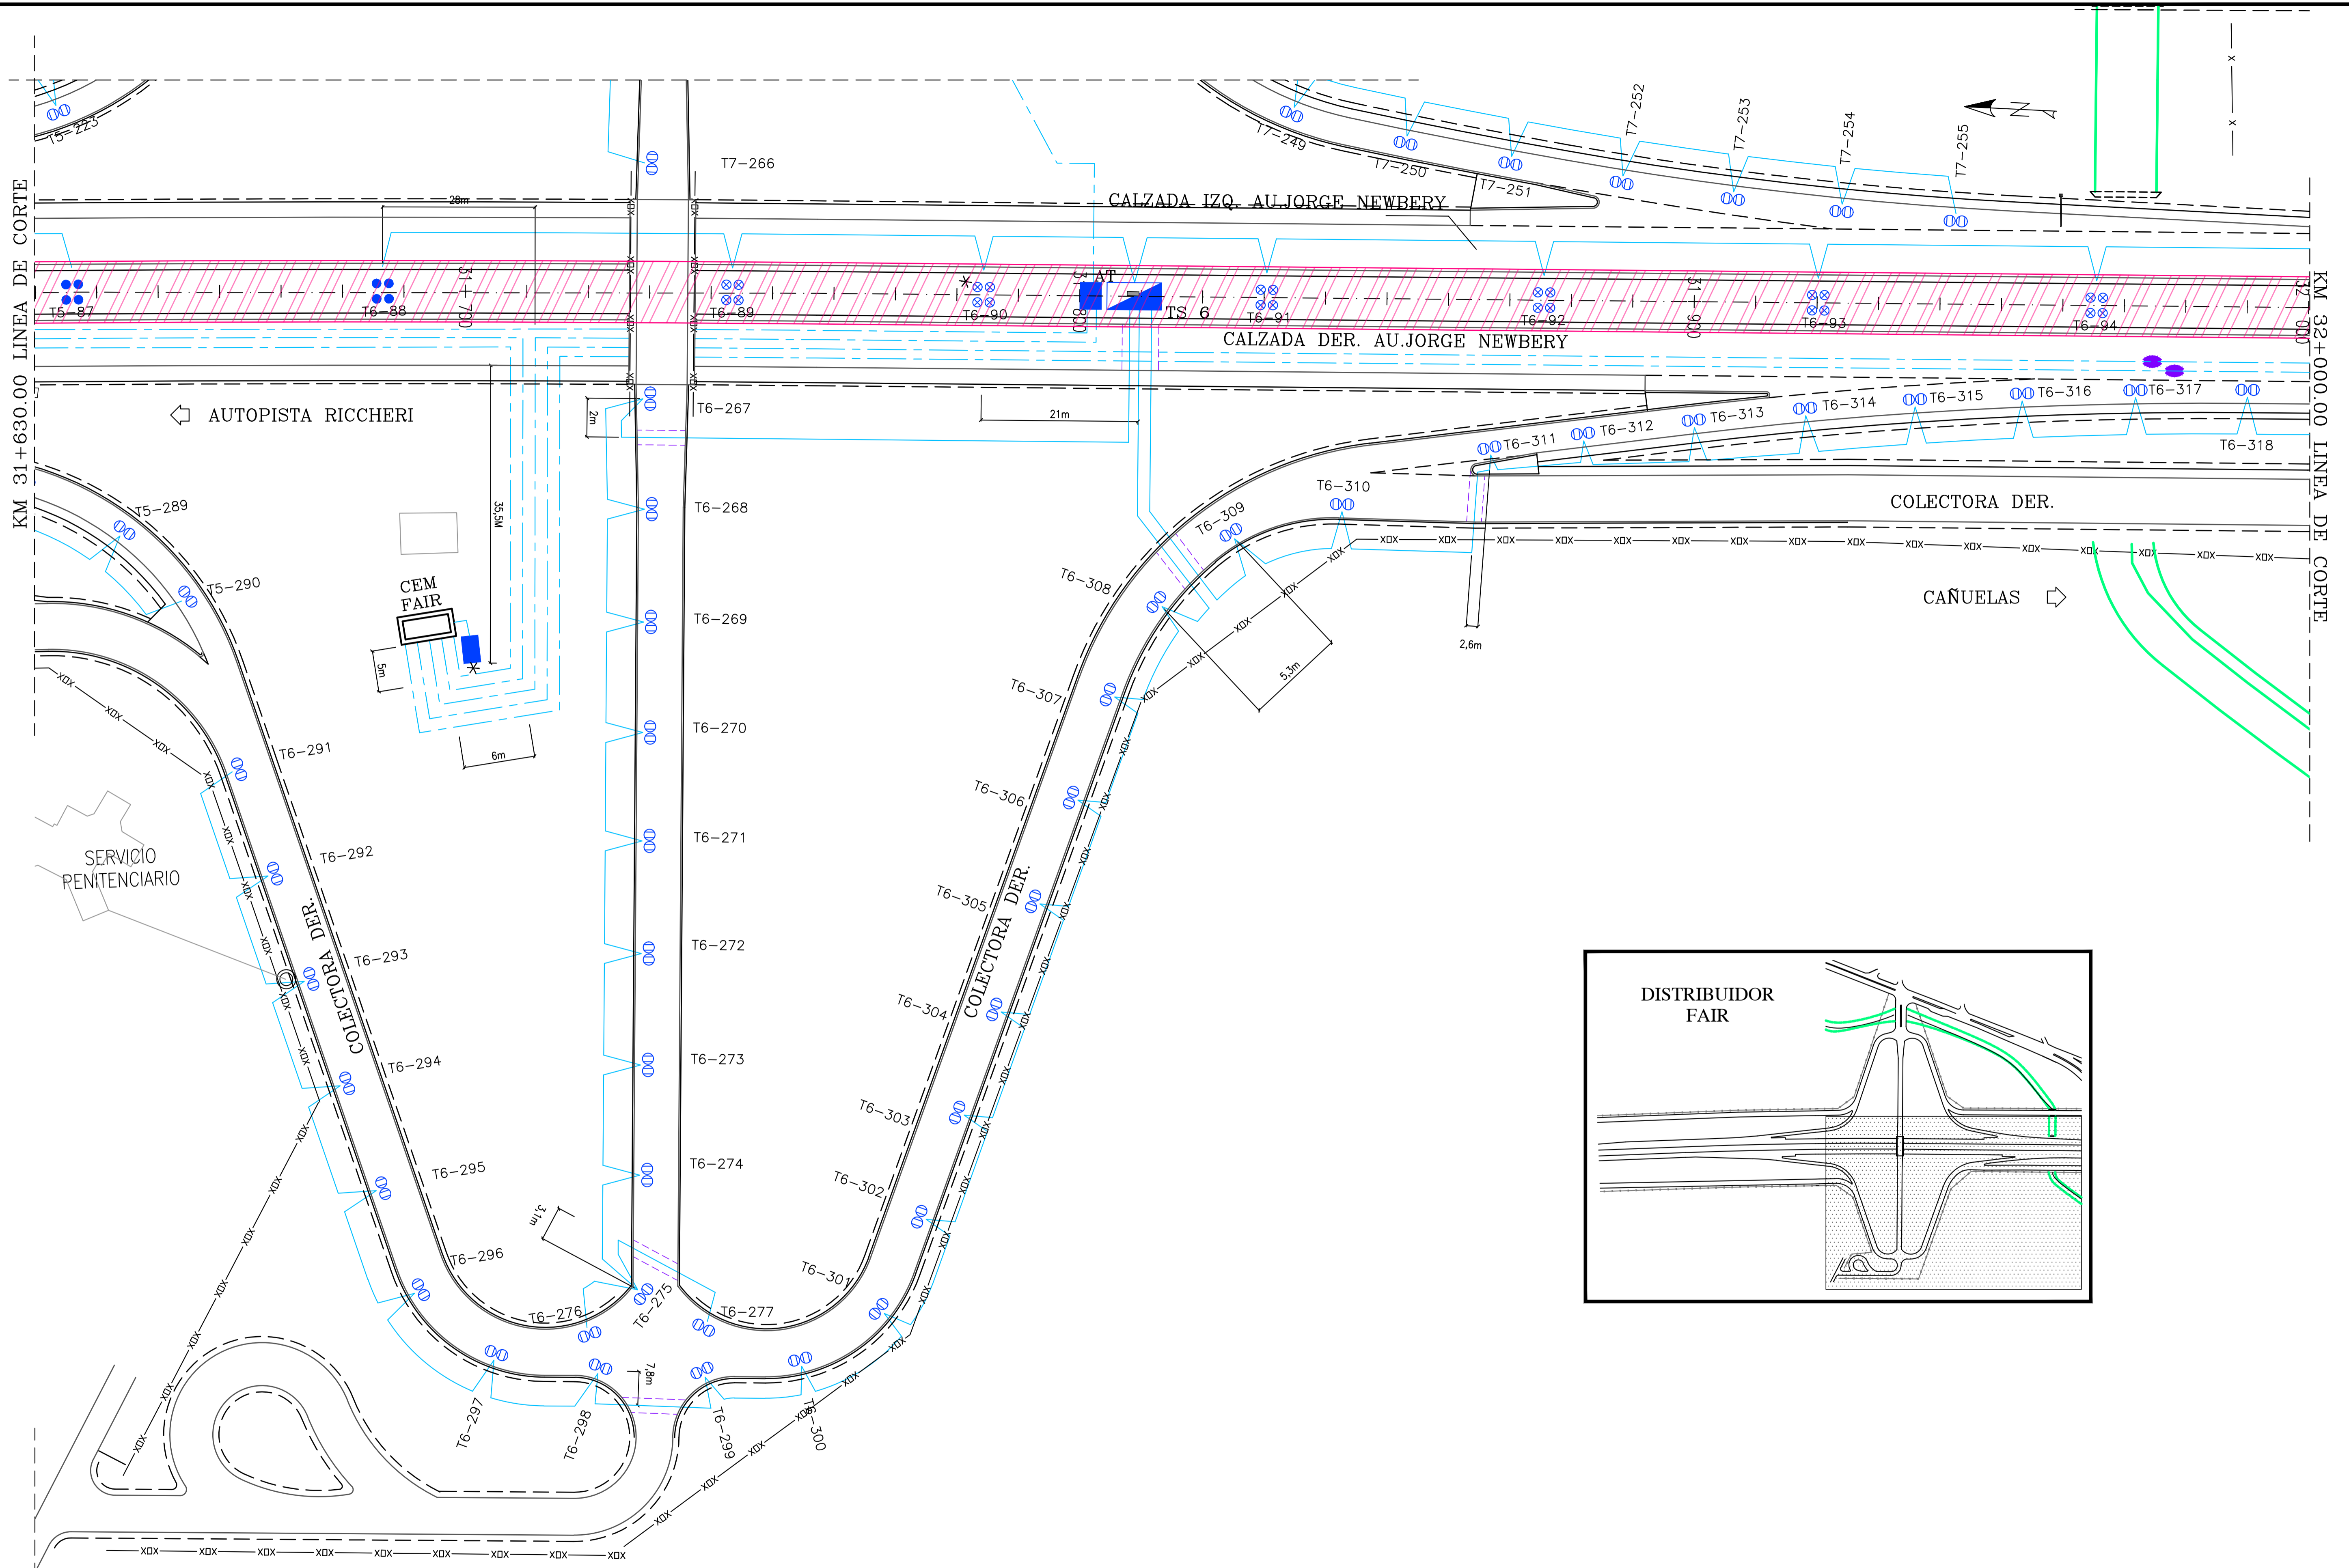 T5-223
T7-266
T7-249
T7-250
T7-251
T7-252
T7-253
T7-254
T7-255
N
X
X
KM 31+630.00 LINEA DE CORTE
28m
CALZADA IZQ. AU.JORGE NEWBERY
T5-87
T6-88
31+700
T6-89
T6-90
AT
TS 6
T6-91
T6-92
31+900
T6-93
T6-94
32
000
KM 32+000.00 LINEA DE CORTE
CALZADA DER. AU.JORGE NEWBERY
AUTOPISTA RICCHERI
2m
T6-267
21m
T6-311
T6-312
T6-313
T6-314
T6-315
T6-316
T6-317
T6-318
T5-289
T5-290
35,5M
T6-268
T6-309
T6-310
COLECTORA DER.
CEM
FAIR
5m
6m
T6-269
T6-308
2,6m
CAÑUELAS
5,3m
T6-291
T6-270
T6-307
T6-292
T6-271
T6-306
SERVICIO
PENITENCIARIO
COLECTORA DER.
T6-293
T6-272
T6-305
COLECTORA DER.
T6-294
T6-273
T6-304
T6-295
T6-274
T6-303
T6-302
3,1m
T6-296
T6-276
T6-275
T6-277
T6-301
7,8m
T6-297
T6-298
T6-299
T6-300
DISTRIBUIDOR
FAIR